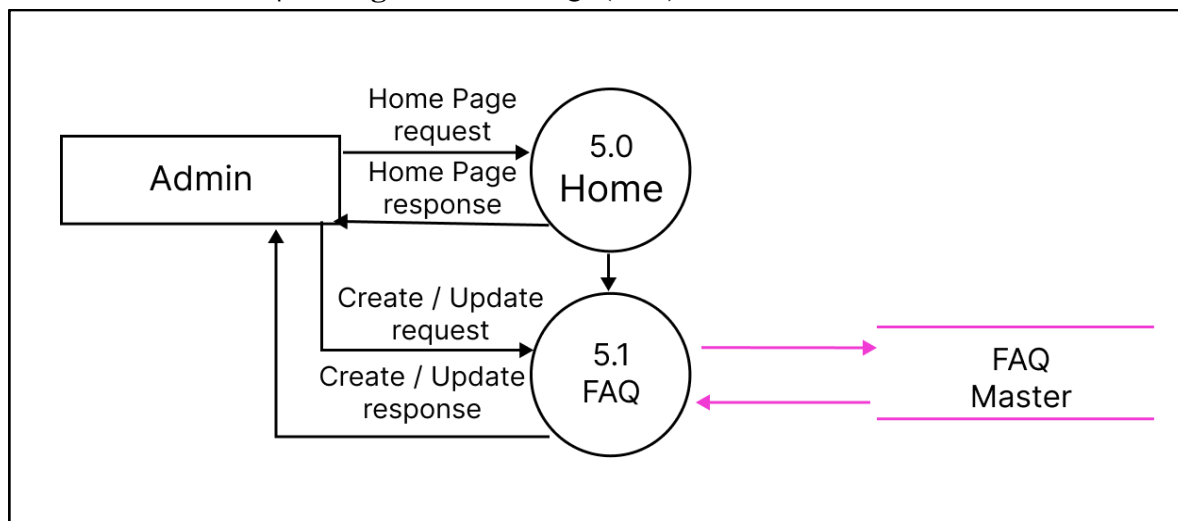 Home Page
request
5.0
Home
Admin
Home Page
response
Create / Update
request
5.1
FAQ
Create / Update
response
FAQ
Master